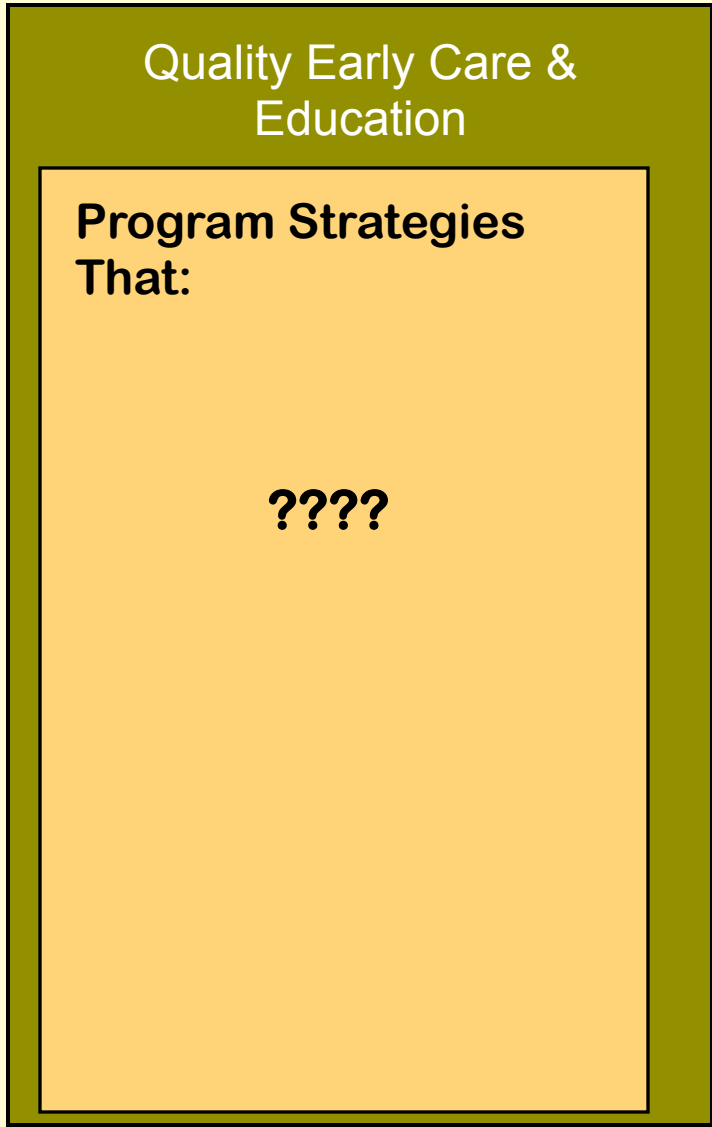 Quality Early Care &
Education
Program Strategies
That:
????